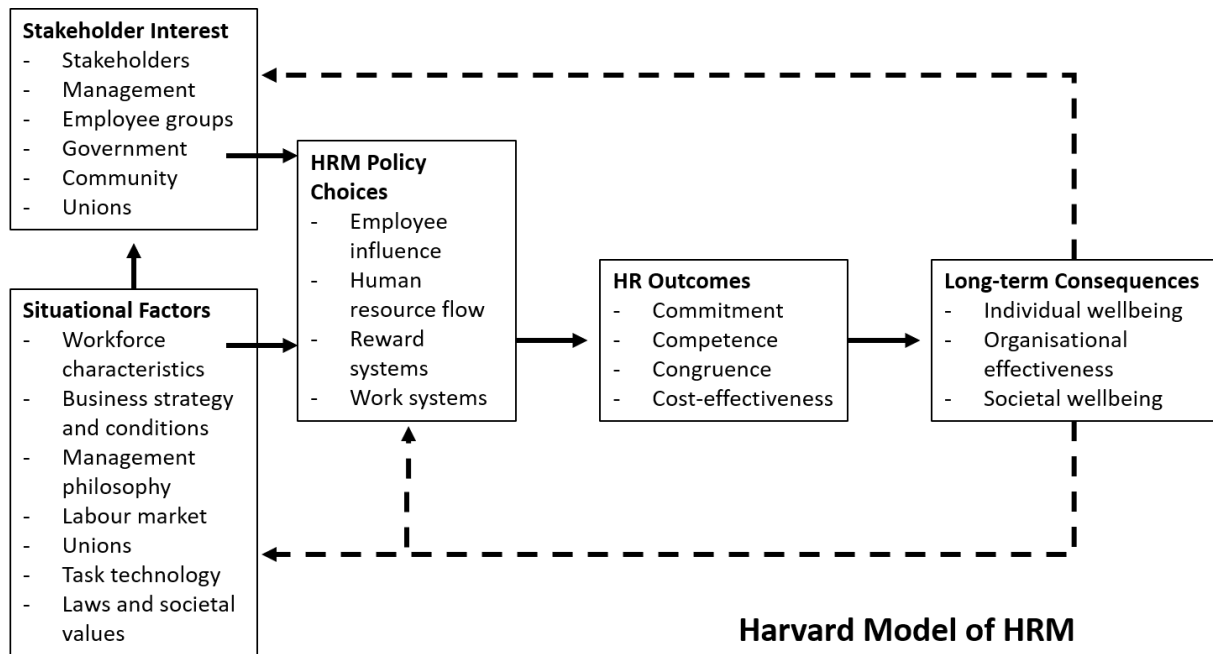 Stakeholder Interest
- Stakeholders
- Management
- Employee groups
- Government
- Community
- Unions
Situational Factors
- Workforce
characteristics
- Business strategy
and conditions
- Management
philosophy
- Labour market
- Unions
- Task technology
- Laws and societal
values
HRM Policy
Choices
- Employee
influence
- Human
resource flow
- Reward
systems
- Work systems
HR Outcomes
- Commitment
- Competence
- Congruence
- Cost-effectiveness
Long-term Consequences
- Individual wellbeing
- Organisational
effectiveness
- Societal wellbeing
Harvard Model of HRM